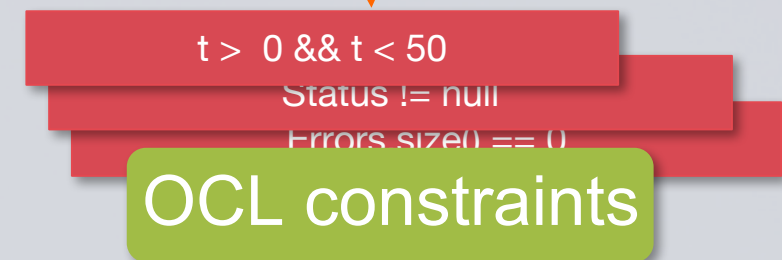 t > 0 && t < 50
Status != null
Errors size() == 0
OCL constraints